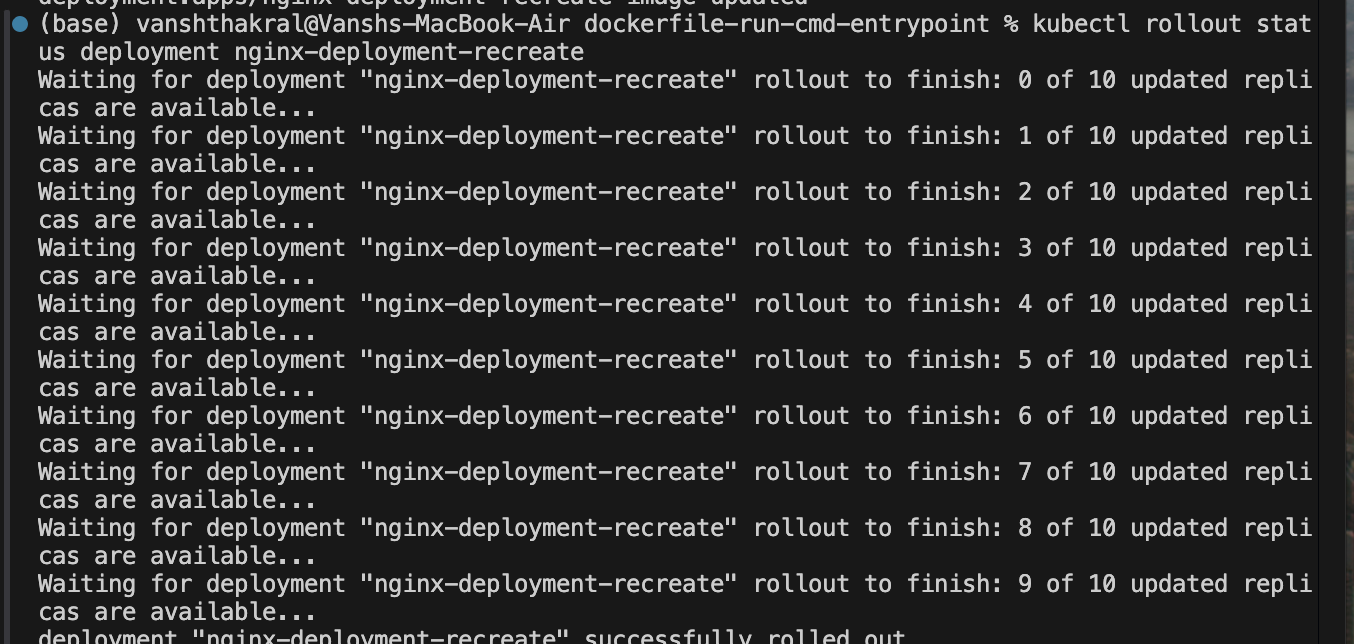 deployment.apps/nginx-deployment-recreate image updated
(base) vanshthakral@Vanshs-MacBook-Air dockerfile-run-cmd-entrypoint % kubectl rollout stat
us deployment nginx-deployment-recreate
Waiting for deployment "nginx-deployment-recreate" rollout to finish: 0 of 10 updated repli
cas are available...
Waiting for deployment "nginx-deployment-recreate" rollout to finish: 1 of 10 updated repli
cas are available...
Waiting for deployment "nginx-deployment-recreate" rollout to finish: 2 of 10 updated repli
cas are available...
Waiting for deployment "nginx-deployment-recreate" rollout to finish: 3 of 10 updated repli
cas are available...
Waiting for deployment "nginx-deployment-recreate" rollout to finish: 4 of 10 updated repli
cas are available...
Waiting for deployment "nginx-deployment-recreate" rollout to finish: 5 of 10 updated repli
cas are available...
Waiting for deployment "nginx-deployment-recreate" rollout to finish: 6 of 10 updated repli
cas are available...
Waiting for deployment "nginx-deployment-recreate" rollout to finish: 7 of 10 updated repli
cas are available...
Waiting for deployment "nginx-deployment-recreate" rollout to finish: 8 of 10 updated repli
cas are available...
Waiting for deployment "nginx-deployment-recreate" rollout to finish: 9 of 10 updated repli
cas are available...
deployment "nginx-deployment-recreate" successfully rolled out